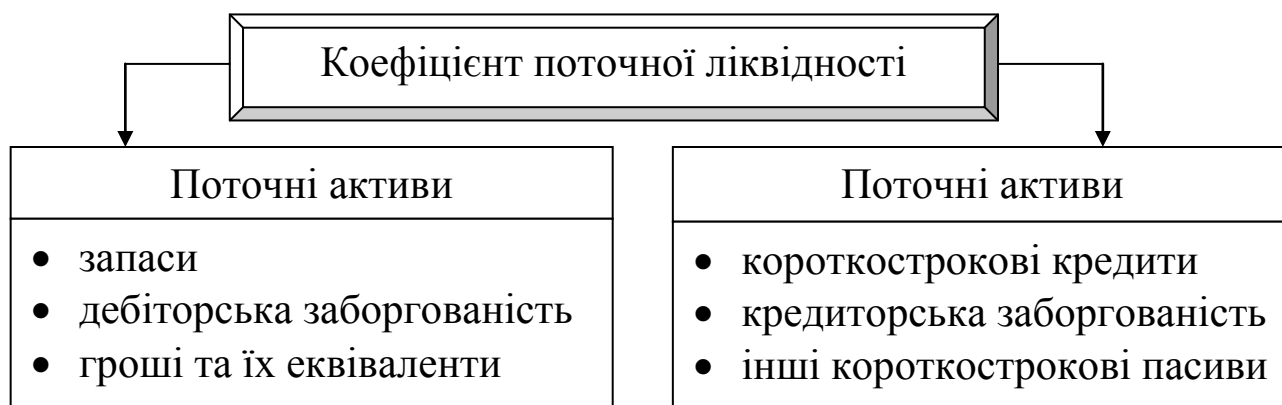 Коефіцієнт поточної ліквідності
Поточні активи
• запаси
• дебіторська заборгованість
• гроші та їх еквіваленти
Поточні активи
• короткострокові кредити
• кредиторська заборгованість
• інші короткострокові пасиви